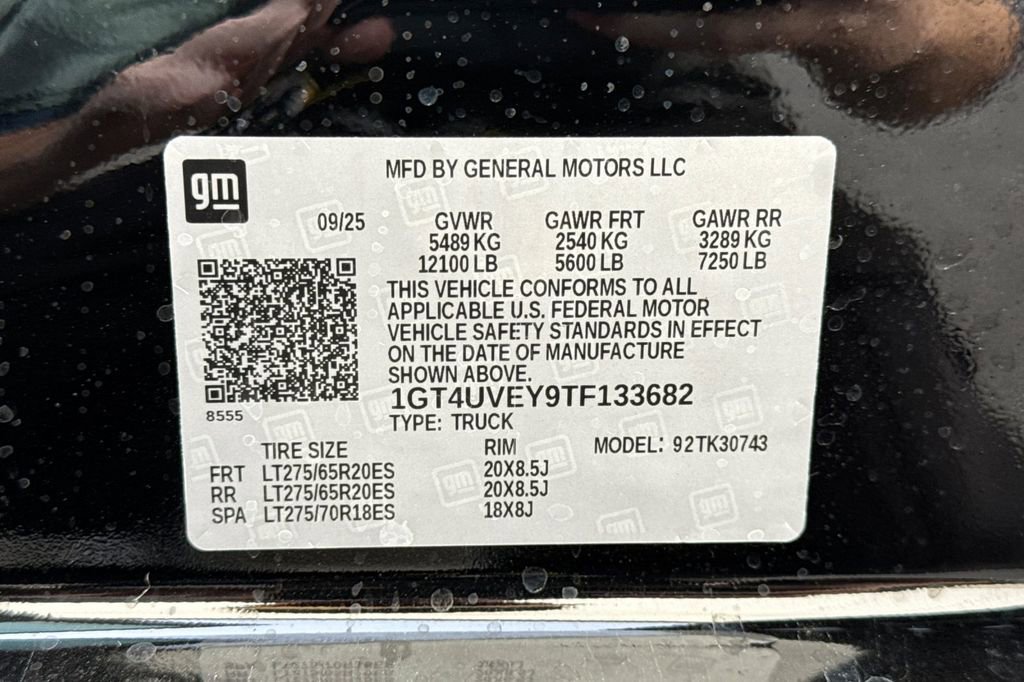 gm
MFD BY GENERAL MOTORS LLC
09/25 GVWR GAWR FRT GAWR RR
5489 KG 2540 KG 3289 KG
12100 LB 5600 LB 7250 LB
THIS VEHICLE CONFORMS TO ALL
APPLICABLE U.S. FEDERAL MOTOR
VEHICLE SAFETY STANDARDS IN EFFECT
ON THE DATE OF MANUFACTURE
SHOWN ABOVE.
8555
1GT4UVEY9TF133682
TYPE: TRUCK
TIRE SIZE RIM MODEL: 92TK30743
FRT LT275/65R20ES 20X8.5J
RR LT275/65R20ES 20X8.5J
SPA LT275/70R18ES 18X8J